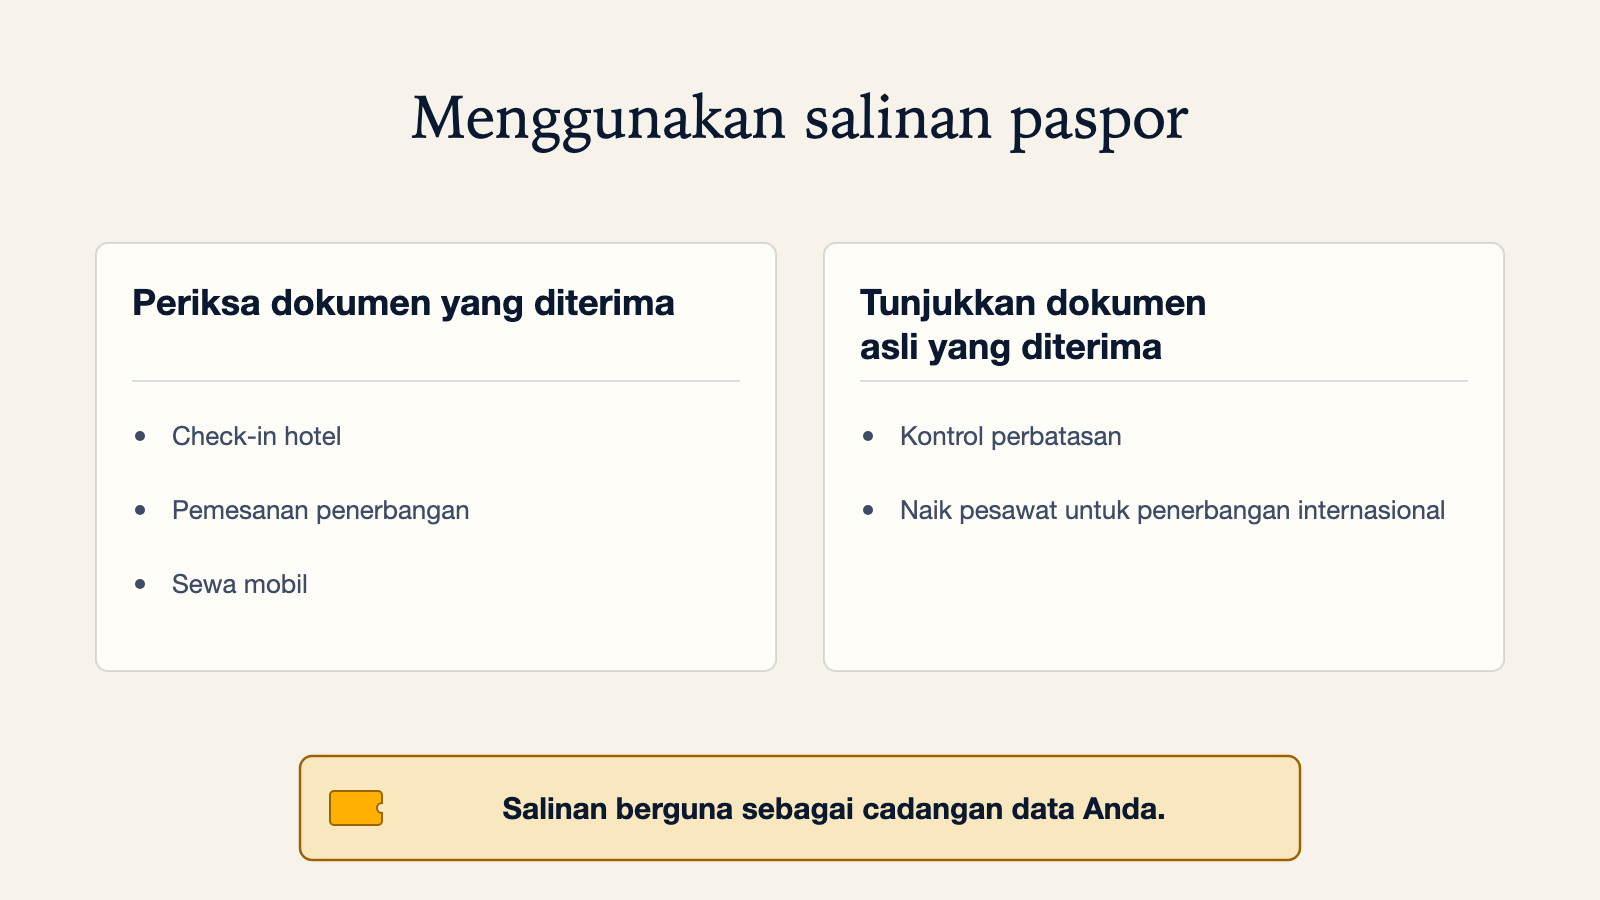 Menggunakan salinan paspor
Periksa dokumen yang diterima
Check-in hotel
Pemesanan penerbangan
Sewa mobil
Tunjukkan dokumen
asli yang diterima
Kontrol perbatasan
Naik pesawat untuk penerbangan internasional
Salinan berguna sebagai cadangan data Anda.